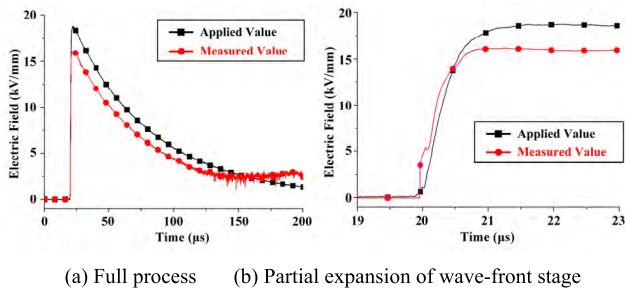 20
15
10
5
0
Electric Field (kV/mm)
Applied Value
Measured Value
0 50 100 150 200
Time (μs)
20
15
10
5
0
Electric Field (kV/mm)
Applied Value
Measured Value
19 20 21 22 23
Time (μs)
(a) Full process (b) Partial expansion of wave-front stage